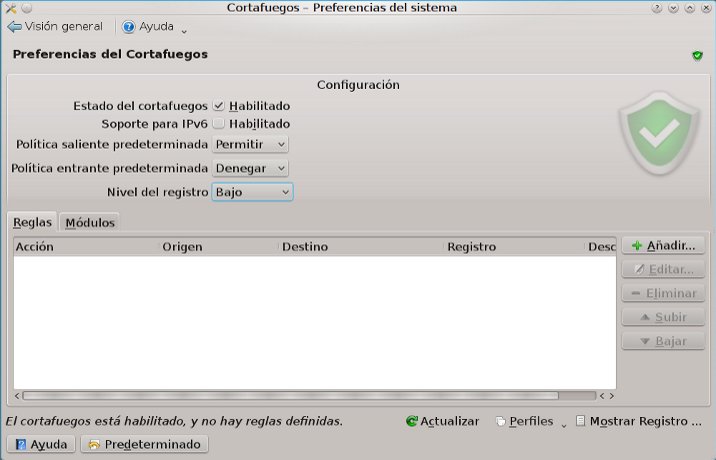 Cortafuegos – Preferencias del sistema
Visión general Ayuda
Preferencias del Cortafuegos
Configuración
Estado del cortafuegos Habilitado
Soporte para IPv6 Habilitado
Política saliente predeterminada Permitir
Política entrante predeterminada Denegar
Nivel del registro Bajo
Reglas Módulos
Acción Origen Destino Registro Desc
Añadir...
Editar...
Eliminar
Subir
Bajar
El cortafuegos está habilitado, y no hay reglas definidas. Actualizar Perfiles Mostrar Registro ...
Ayuda Predeterminado